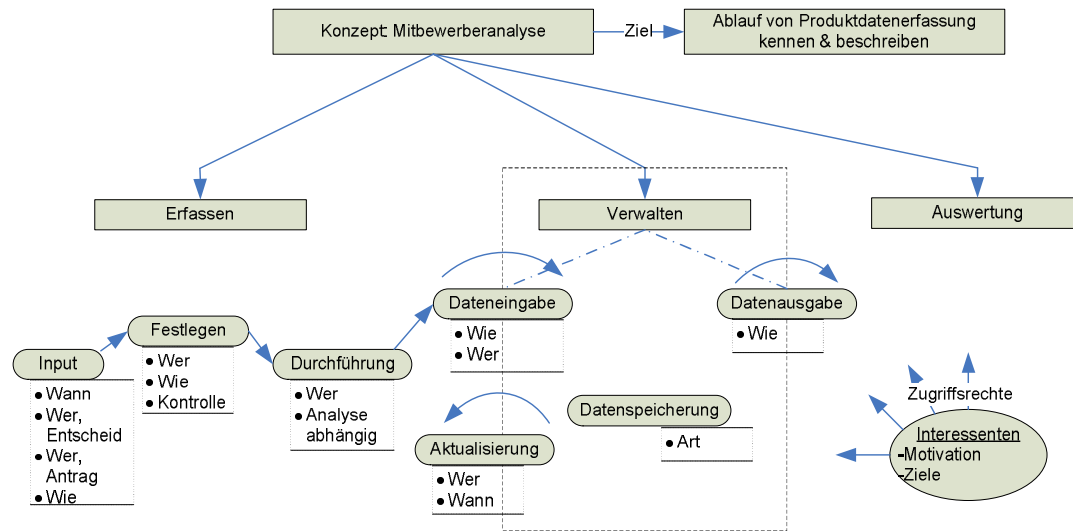 Konzept: Mitbewerberanalyse
Ziel
Ablauf von Produktdatenerfassung
kennen & beschreiben
Erfassen
Verwalten
Auswertung
Input
• Wann
• Wer,
Entscheid
• Wer,
Antrag
• Wie
Festlegen
• Wer
• Wie
• Kontrolle
Durchführung
• Wer
• Analyse
abhängig
Dateneingabe
• Wie
• Wer
Aktualisierung
• Wer
• Wann
Datenspeicherung
• Art
Datenausgabe
• Wie
Zugriffsrechte
Interessenten
-Motivation
-Ziele